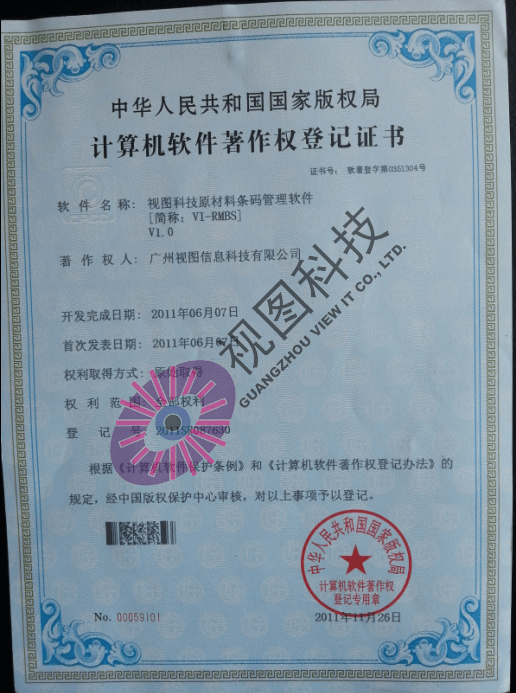 中华人民共和国国家版权局
计算机软件著作权登记证书
证书号： 软著登字第0351304号
软件名称： 视图科技原材料条码管理软件
[简称：VI-RMBS]
V1.0
著作权人： 广州视图信息科技有限公司
开发完成日期： 2011年06月07日
首次发表日期： 2011年06月07日
权利取得方式： 原始取得
权利范围： 全部权利
登记号： 2011SR087630
根据《计算机软件保护条例》和《计算机软件著作权登记办法》的
规定，经中国版权保护中心审核，对以上事项予以登记。
No. 00059101
中华人民共和国国家版权局
计算机软件著作权
登记专用章
2011年11月26日
视图科技
GUANGZHOU VIEW IT CO., LTD.